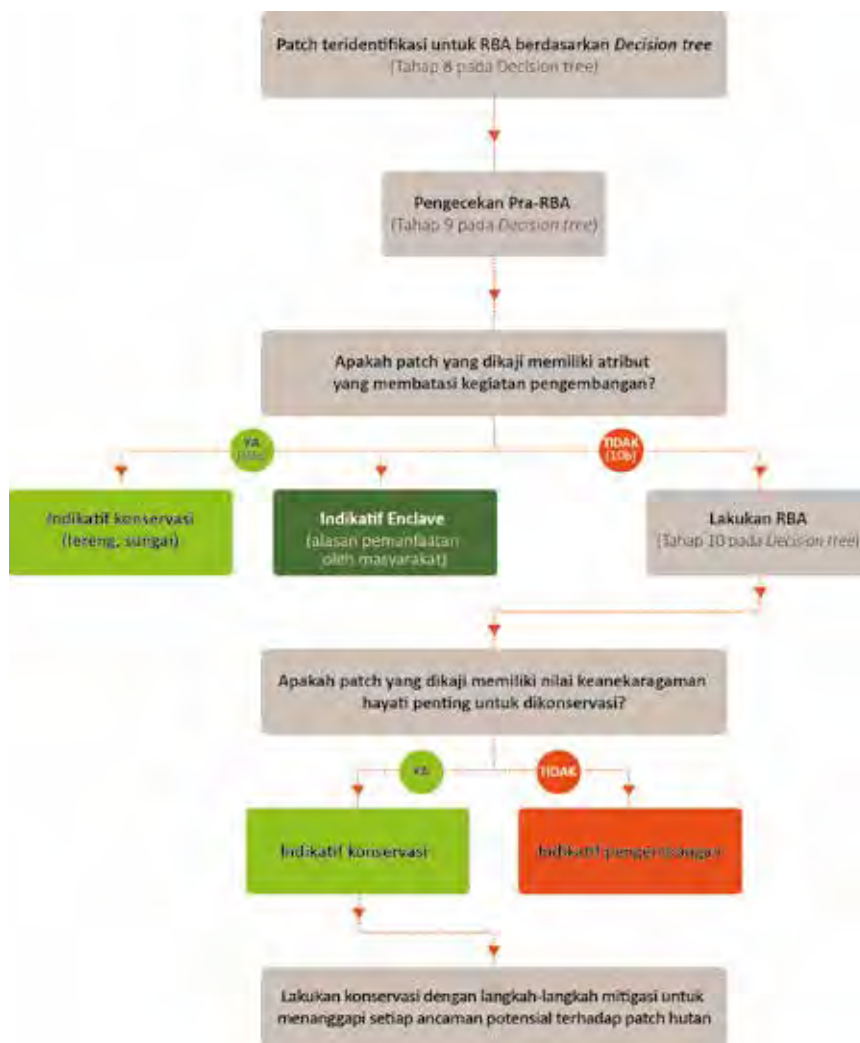 Patch teridentifikasi untuk RBA berdasarkan Decision tree
(Tahap 8 pada Decision tree)
Pengecekan Pra-RBA
(Tahap 9 pada Decision tree)
Apakah patch yang dikaji memiliki atribut
yang membatasi kegiatan pengembangan?
YA
TIDAK
(10b)
Indikatif konservasi
(lereng, sungai)
Indikatif Enclave
(alasan pemanfaatan
oleh masyarakat)
Lakukan RBA
(Tahap 10 pada Decision tree)
Apakah patch yang dikaji memiliki nilai keanekaragaman
hayati penting untuk dikonservasi?
YA
TIDAK
Indikatif konservasi
Indikatif pengembangan
Lakukan konservasi dengan langkah-langkah mitigasi untuk
menanggapi setiap ancaman potensial terhadap patch hutan